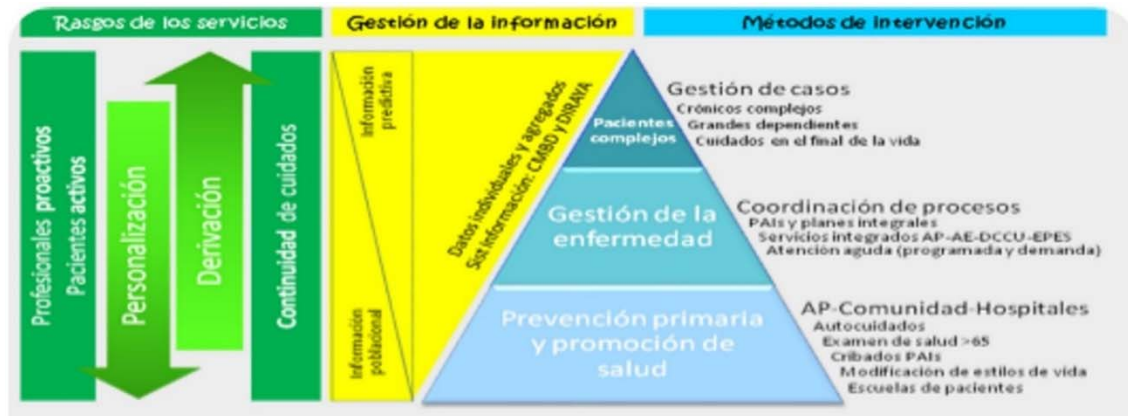 Rasgos de los servicios
Gestión de la información
Métodos de intervención
Profesionales proactivos
Pacientes activos
Personalización
Derivación
Continuidad de cuidados
Información
predictiva
Información
poblacional
Datos individuales y agregados
Sist Información: CMBD y DIRAYA
Pacientes
complejos
Gestión de la
enfermedad
Prevención primaria
y promoción de
salud
Gestión de casos
Crónicos complejos
Grandes dependientes
Cuidados en el final de la vida
Coordinación de procesos
PAIs y planes integrales
Servicios integrados AP-AE-DCCU-EPES
Atención aguda (programada y demanda)
AP-Comunidad-Hospitales
Autocuidados
Examen de salud >65
Cribados PAIs
Modificación de estilos de vida
Escuelas de pacientes